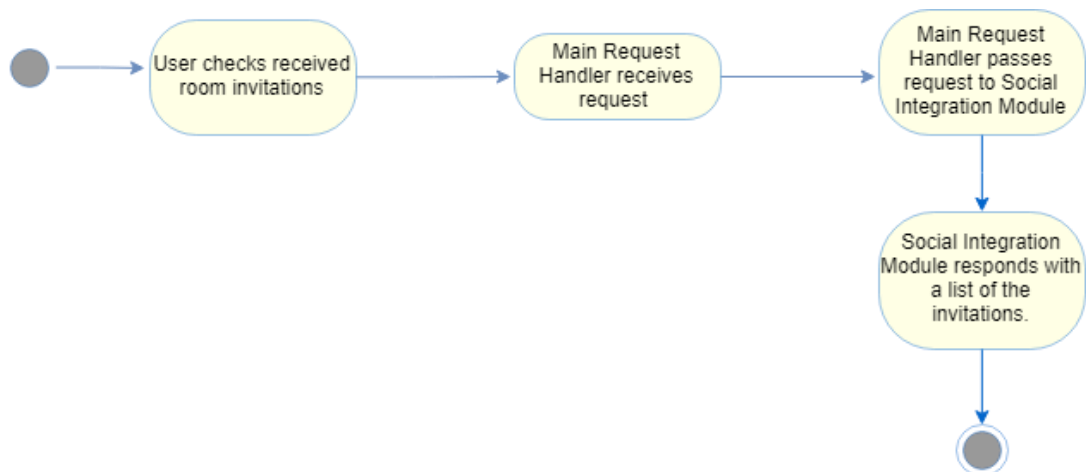 User checks received
room invitations
Main Request
Handler receives
request
Main Request
Handler passes
request to Social
Integration Module
Social Integration
Module responds with
a list of the
invitations.